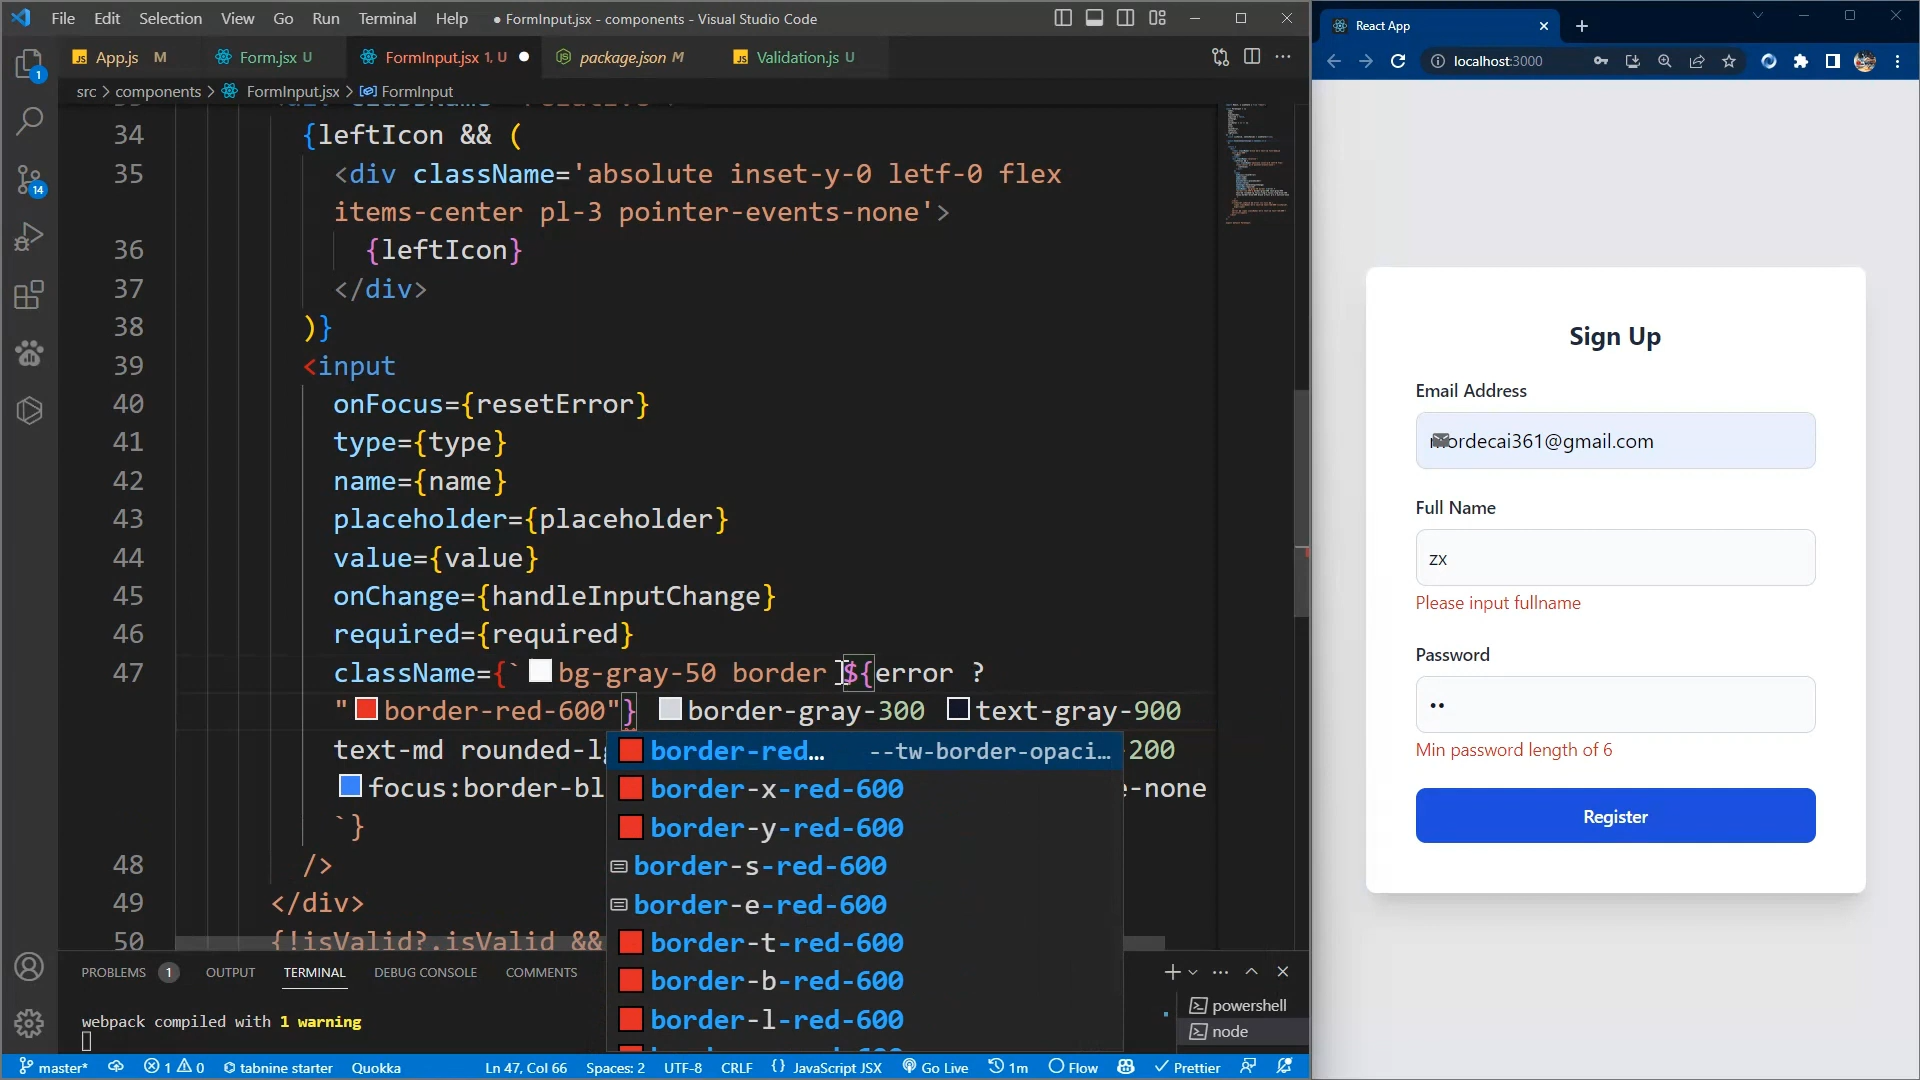 File Edit Selection View Go Run Terminal Help
● FormInput.jsx - components - Visual Studio Code
App.js M
Form.jsx U
FormInput.jsx 1, U
package.json M
Validation.js U
src > components > FormInput.jsx > FormInput
34 {leftIcon && (
35 <div className='absolute inset-y-0 letf-0 flex
items-center pl-3 pointer-events-none'>
36 {leftIcon}
37 </div>
38 )}
39 <input
40 onFocus={resetError}
41 type={type}
42 name={name}
43 placeholder={placeholder}
44 value={value}
45 onChange={handleInputChange}
46 required={required}
47 className={` bg-gray-50 border ${error ?
"border-red-600"} border-gray-300 text-gray-900
text-md rounded-lg -200
focus:border-bl e-none
`}
48 />
49 </div>
50 {!isValid?.isValid &&
border-red... --tw-border-opaci...
border-x-red-600
border-y-red-600
border-s-red-600
border-e-red-600
border-t-red-600
border-b-red-600
border-l-red-600
PROBLEMS 1 OUTPUT TERMINAL DEBUG CONSOLE COMMENTS
webpack compiled with 1 warning
powershell
node
1
14
master* 1 0 tabnine starter Quokka Ln 47, Col 66 Spaces: 2 UTF-8 CRLF {} JavaScript JSX Go Live 1m Flow Prettier
React App
localhost:3000
Sign Up
Email Address
ordecai361@gmail.com
Full Name
zx
Please input fullname
Password
••
Min password length of 6
Register